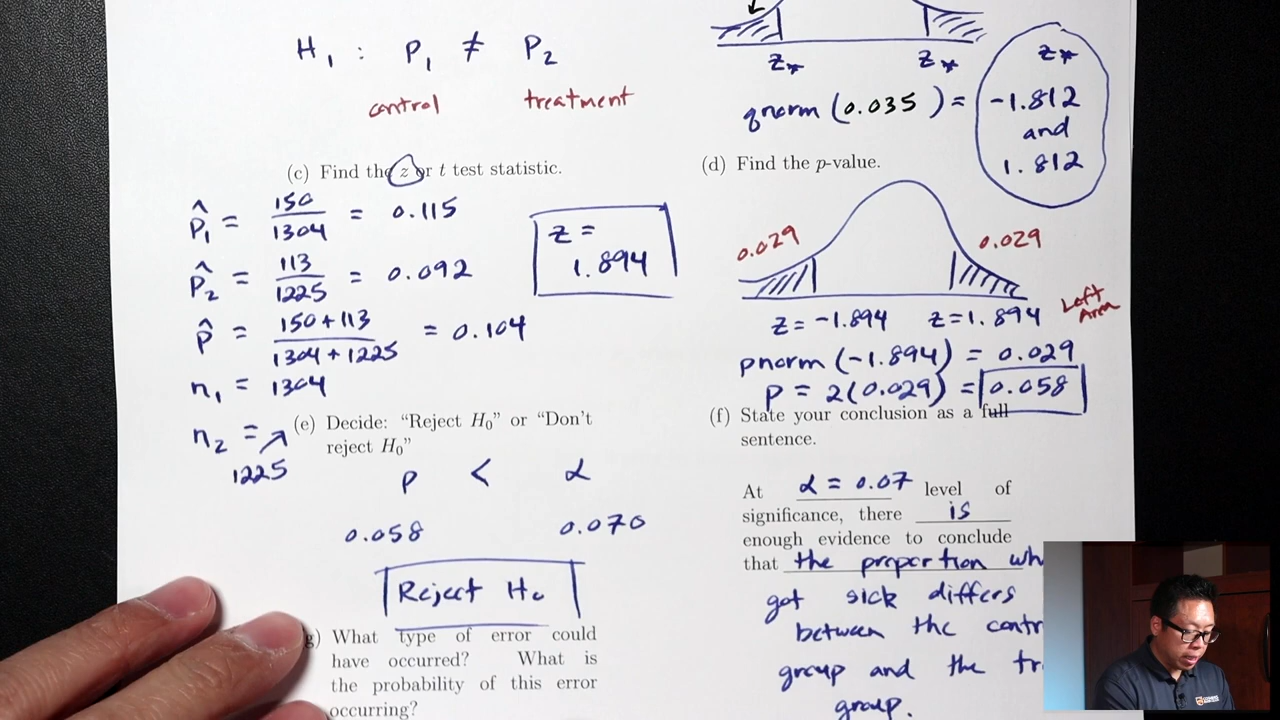 H₁ : P₁ ≠ P₂
control treatment
z* z*
qnorm (0.035) =
z*
-1.812
and
1.812
(c) Find the z or t test statistic.
p̂₁ = 150/1304 = 0.115
p̂₂ = 113/1225 = 0.092
p̂ = 150+113/1304+1225 = 0.104
n₁ = 1304
n₂ = ↗
1225
z =
1.894
(d) Find the p-value.
0.029 0.029
z=-1.894 z=1.894
Left
Area
pnorm (-1.894) = 0.029
P = 2(0.029) = 0.058
(e) Decide: “Reject H₀” or “Don’t
reject H₀”
P < α
0.058 0.070
Reject H₀
(f) State your conclusion as a full
sentence.
At α = 0.07 level of
significance, there is
enough evidence to conclude
that the proportion wh
got sick differs
between the contr
group and the tr
group.
g) What type of error could
have occurred? What is
the probability of this error
occurring?